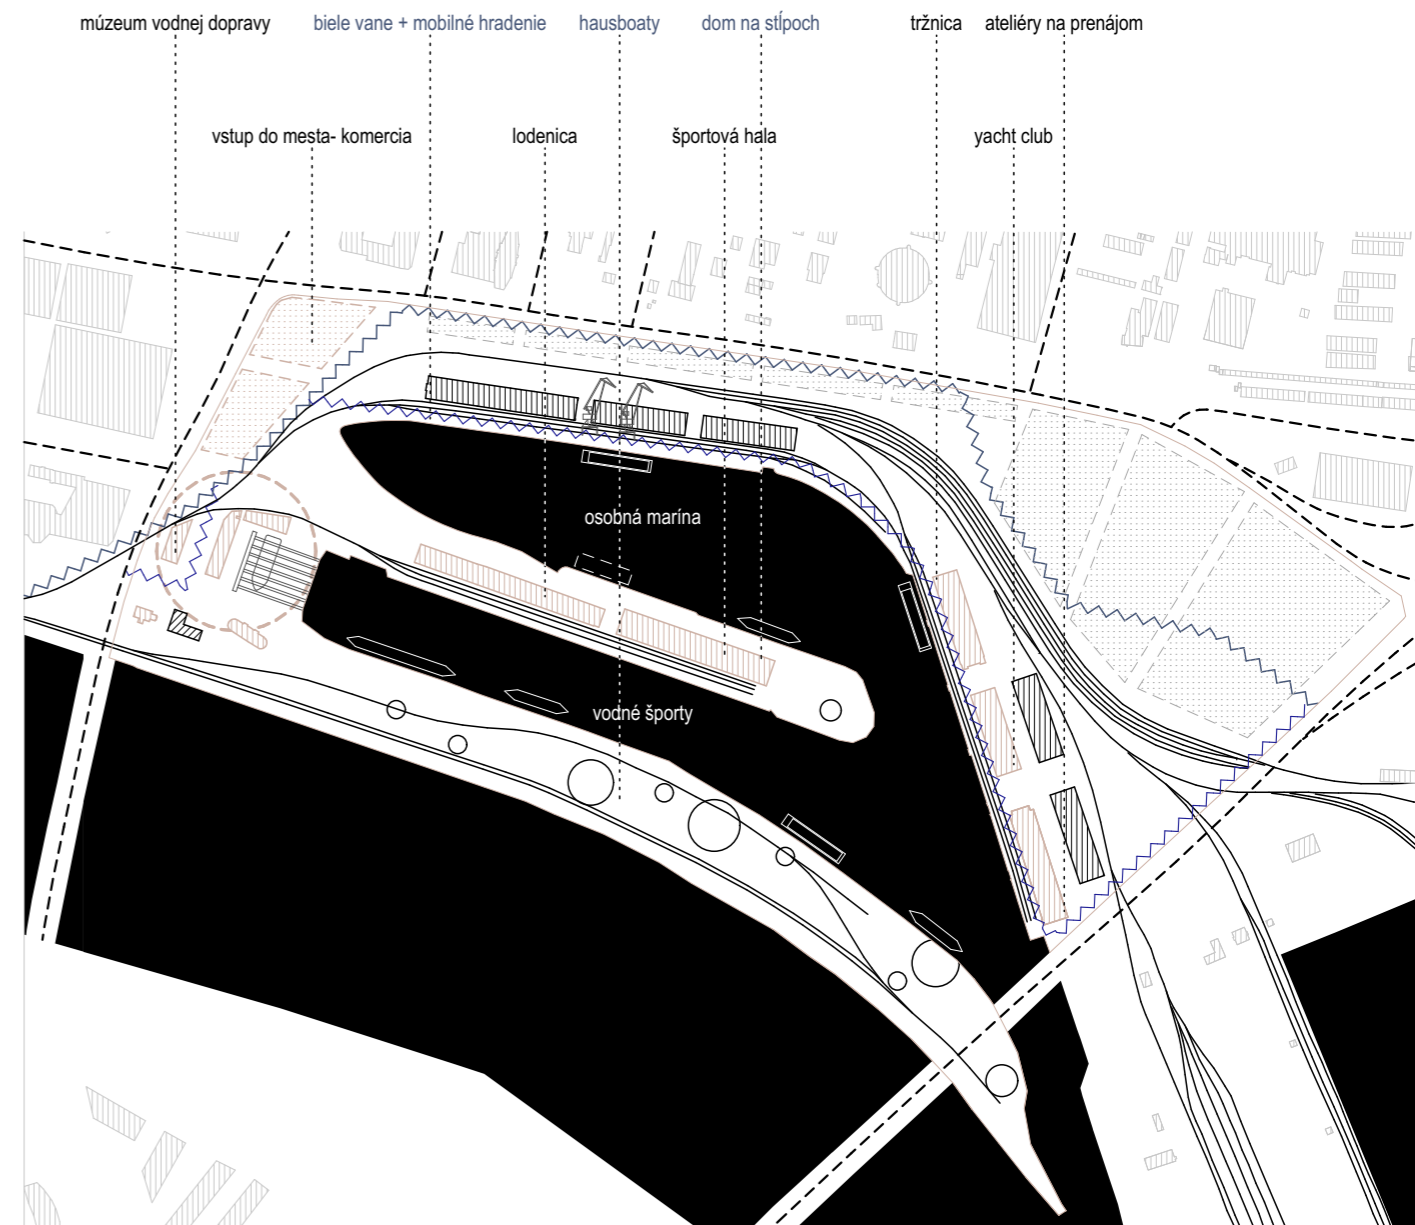 múzeum vodnej dopravy
biele vane + mobilné hradenie
hausboaty
dom na stĺpoch
tržnica
ateliéry na prenájom
vstup do mesta- komercia
lodenica
športová hala
yacht club
osobná marína
vodné športy